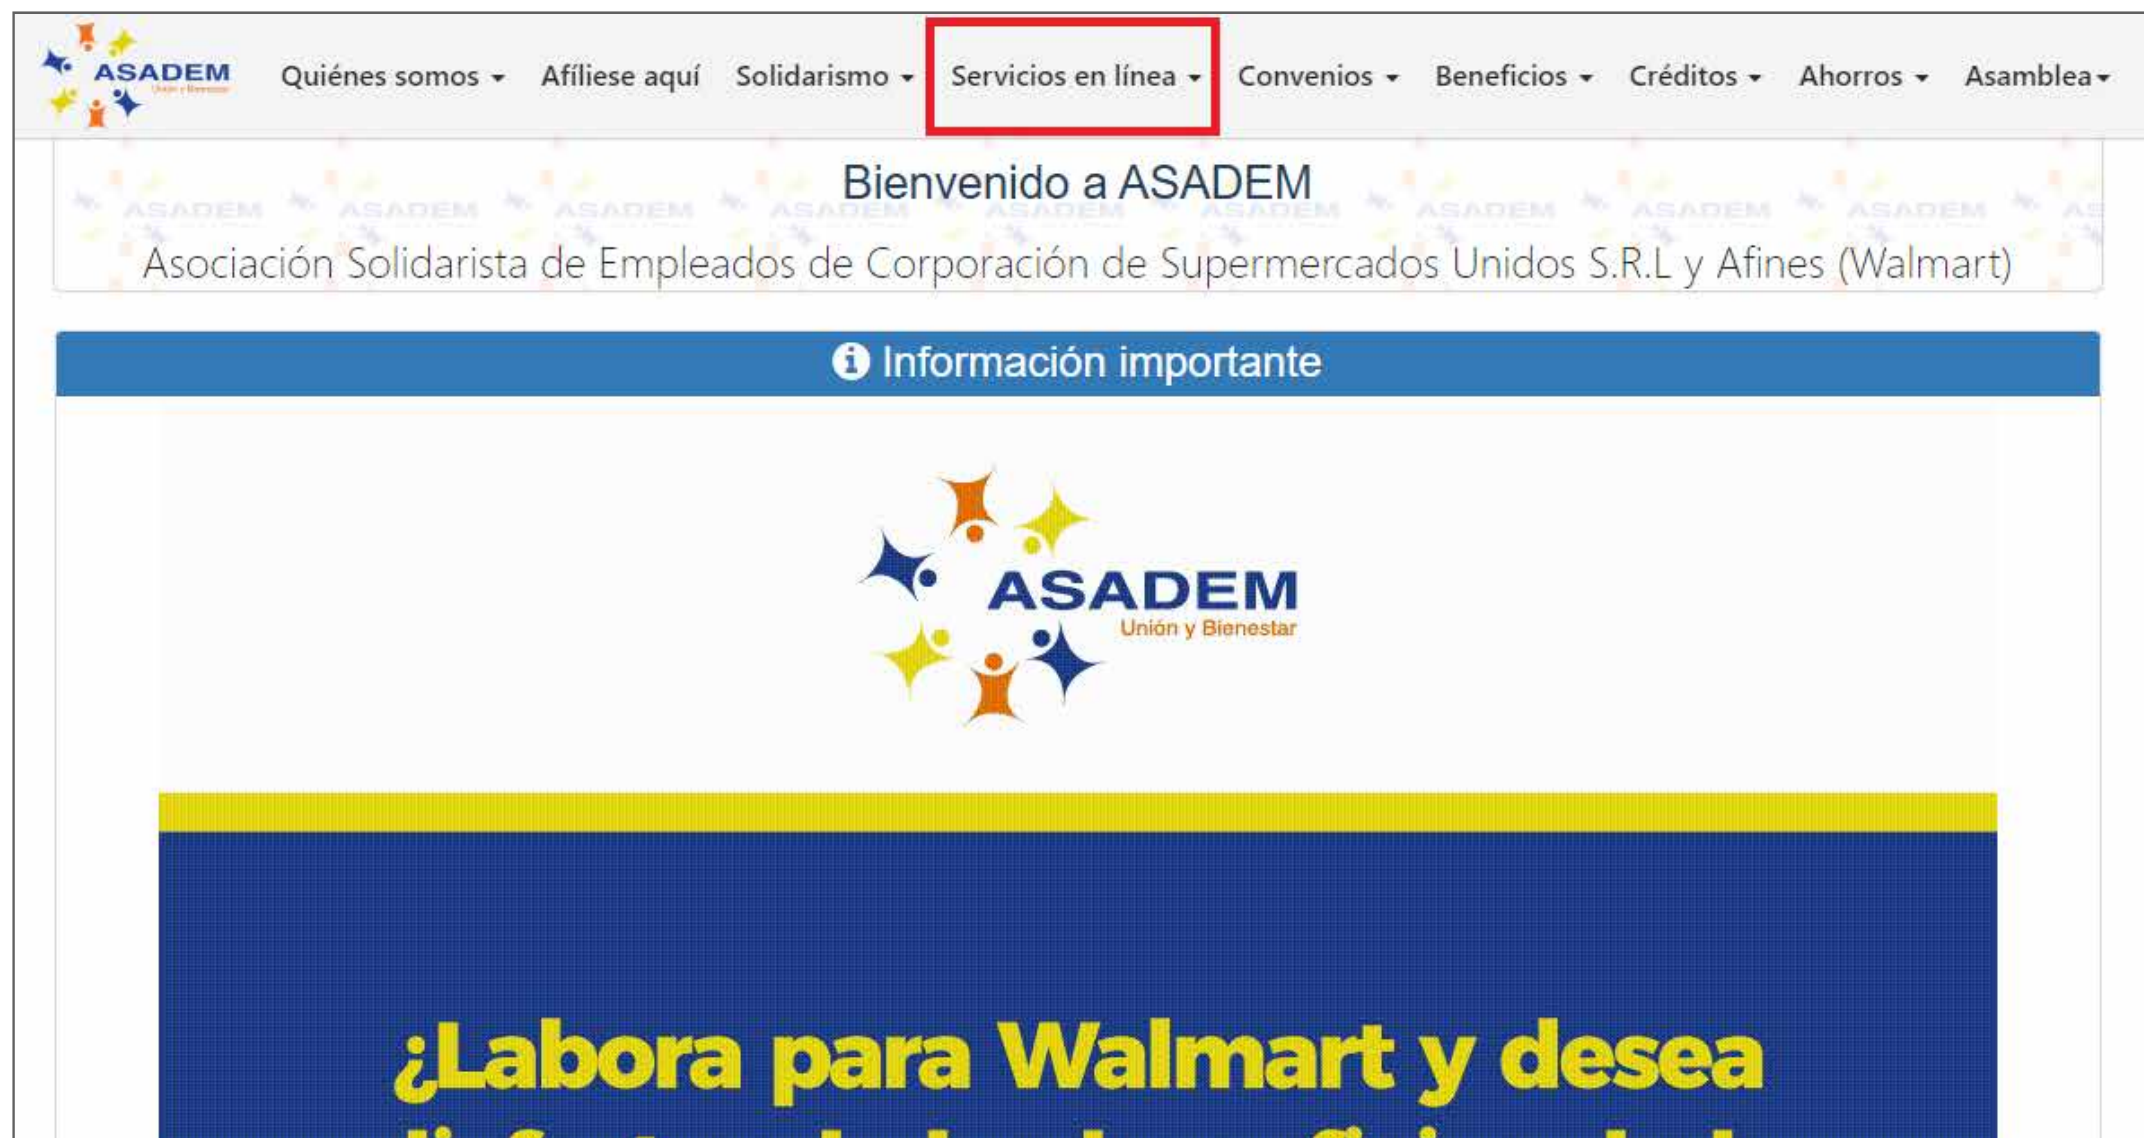 ASADEM
Quiénes somos Afíliese aquí Solidarismo Servicios en línea Convenios Beneficios Créditos Ahorros Asamblea
Bienvenido a ASADEM
Asociación Solidarista de Empleados de Corporación de Supermercados Unidos S.R.L y Afines (Walmart)
Información importante
ASADEM
Unión y Bienestar
¿Labora para Walmart y desea